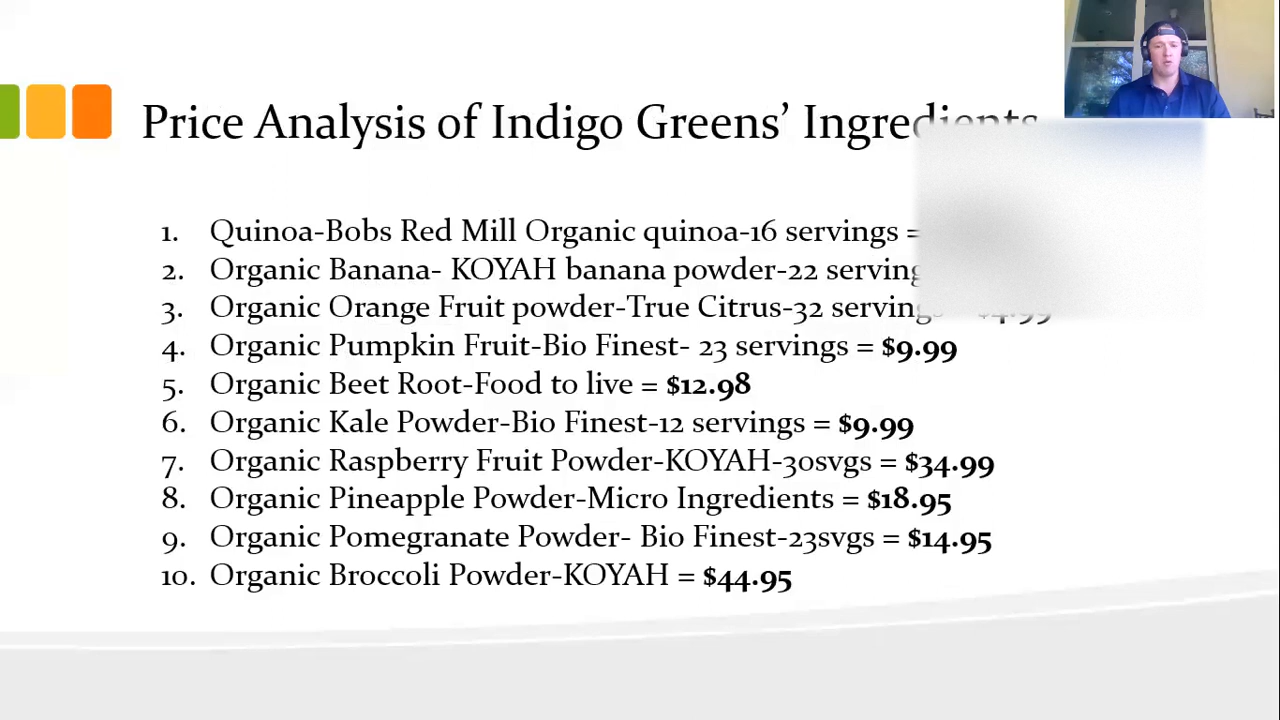 Price Analysis of Indigo Greens’ Ingredients
1. Quinoa-Bobs Red Mill Organic quinoa-16 servings =
2. Organic Banana- KOYAH banana powder-22
3. Organic Orange Fruit powder-True Citrus-32 $4.99
4. Organic Pumpkin Fruit-Bio Finest- 23 servings = $9.99
5. Organic Beet Root-Food to live = $12.98
6. Organic Kale Powder-Bio Finest-12 servings = $9.99
7. Organic Raspberry Fruit Powder-KOYAH-30svgs = $34.99
8. Organic Pineapple Powder-Micro Ingredients = $18.95
9. Organic Pomegranate Powder- Bio Finest-23svgs = $14.95
10. Organic Broccoli Powder-KOYAH = $44.95